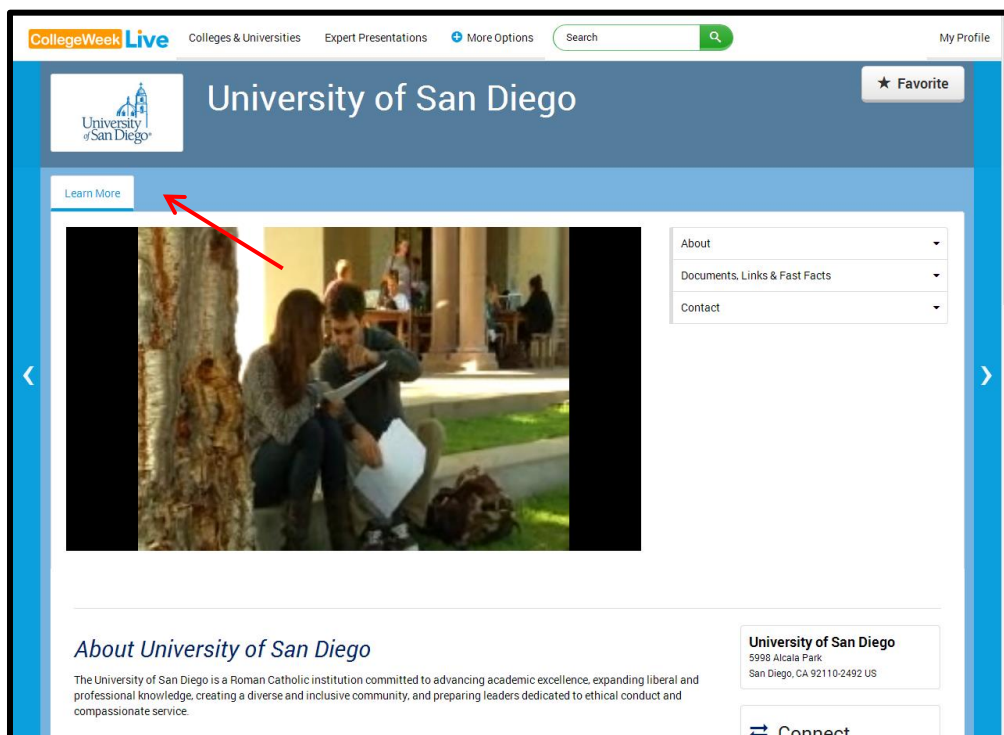 CollegeWeek Live
Colleges & Universities
Expert Presentations
More Options
Search
My Profile
University
of San Diego®
University of San Diego
★ Favorite
Learn More
About
Documents, Links & Fast Facts
Contact
❮
❯
About University of San Diego
The University of San Diego is a Roman Catholic institution committed to advancing academic excellence, expanding liberal and
professional knowledge, creating a diverse and inclusive community, and preparing leaders dedicated to ethical conduct and
compassionate service.
University of San Diego
5998 Alcala Park
San Diego, CA 92110-2492 US
Connect